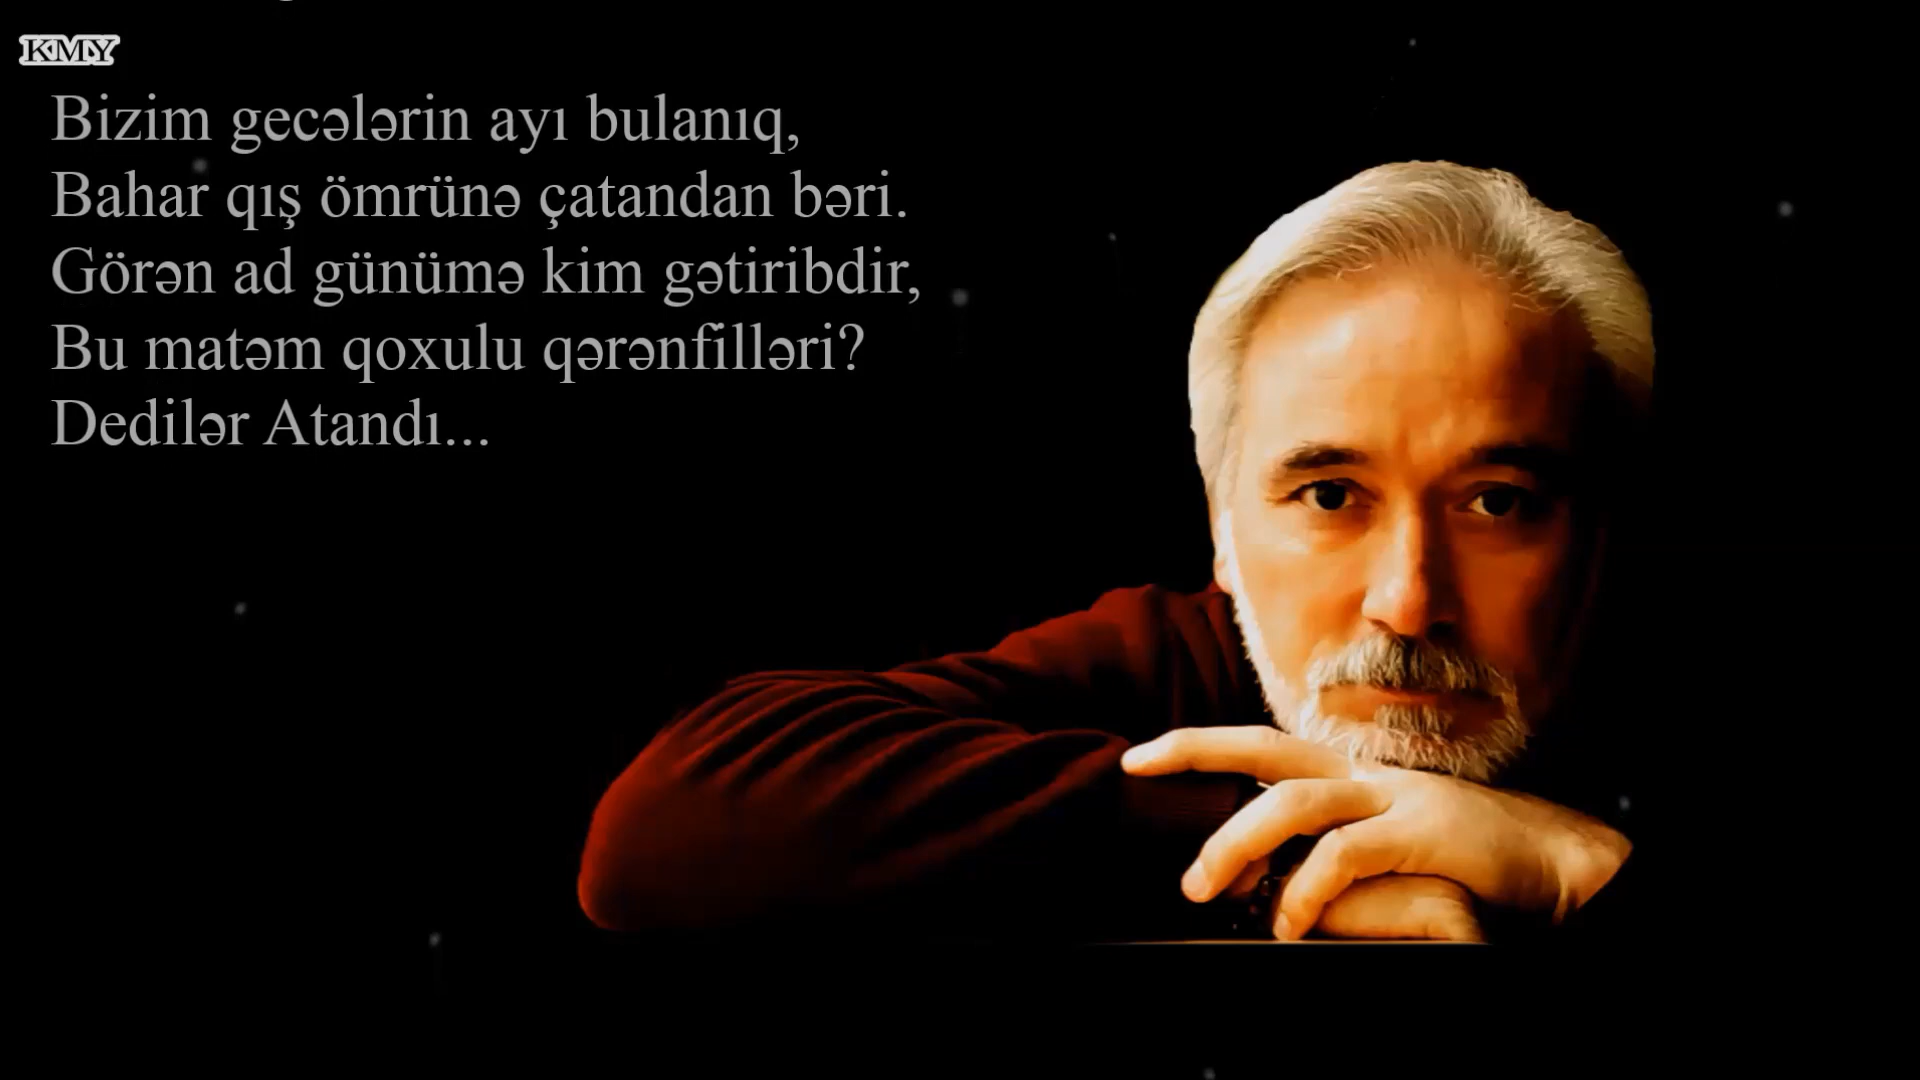 KMY
Bizim gecələrin ayı bulanıq,
Bahar qış ömrünə çatandan bəri.
Görən ad günümə kim gətiribdir,
Bu matəm qoxulu qərənfilləri?
Dedilər Atandı...